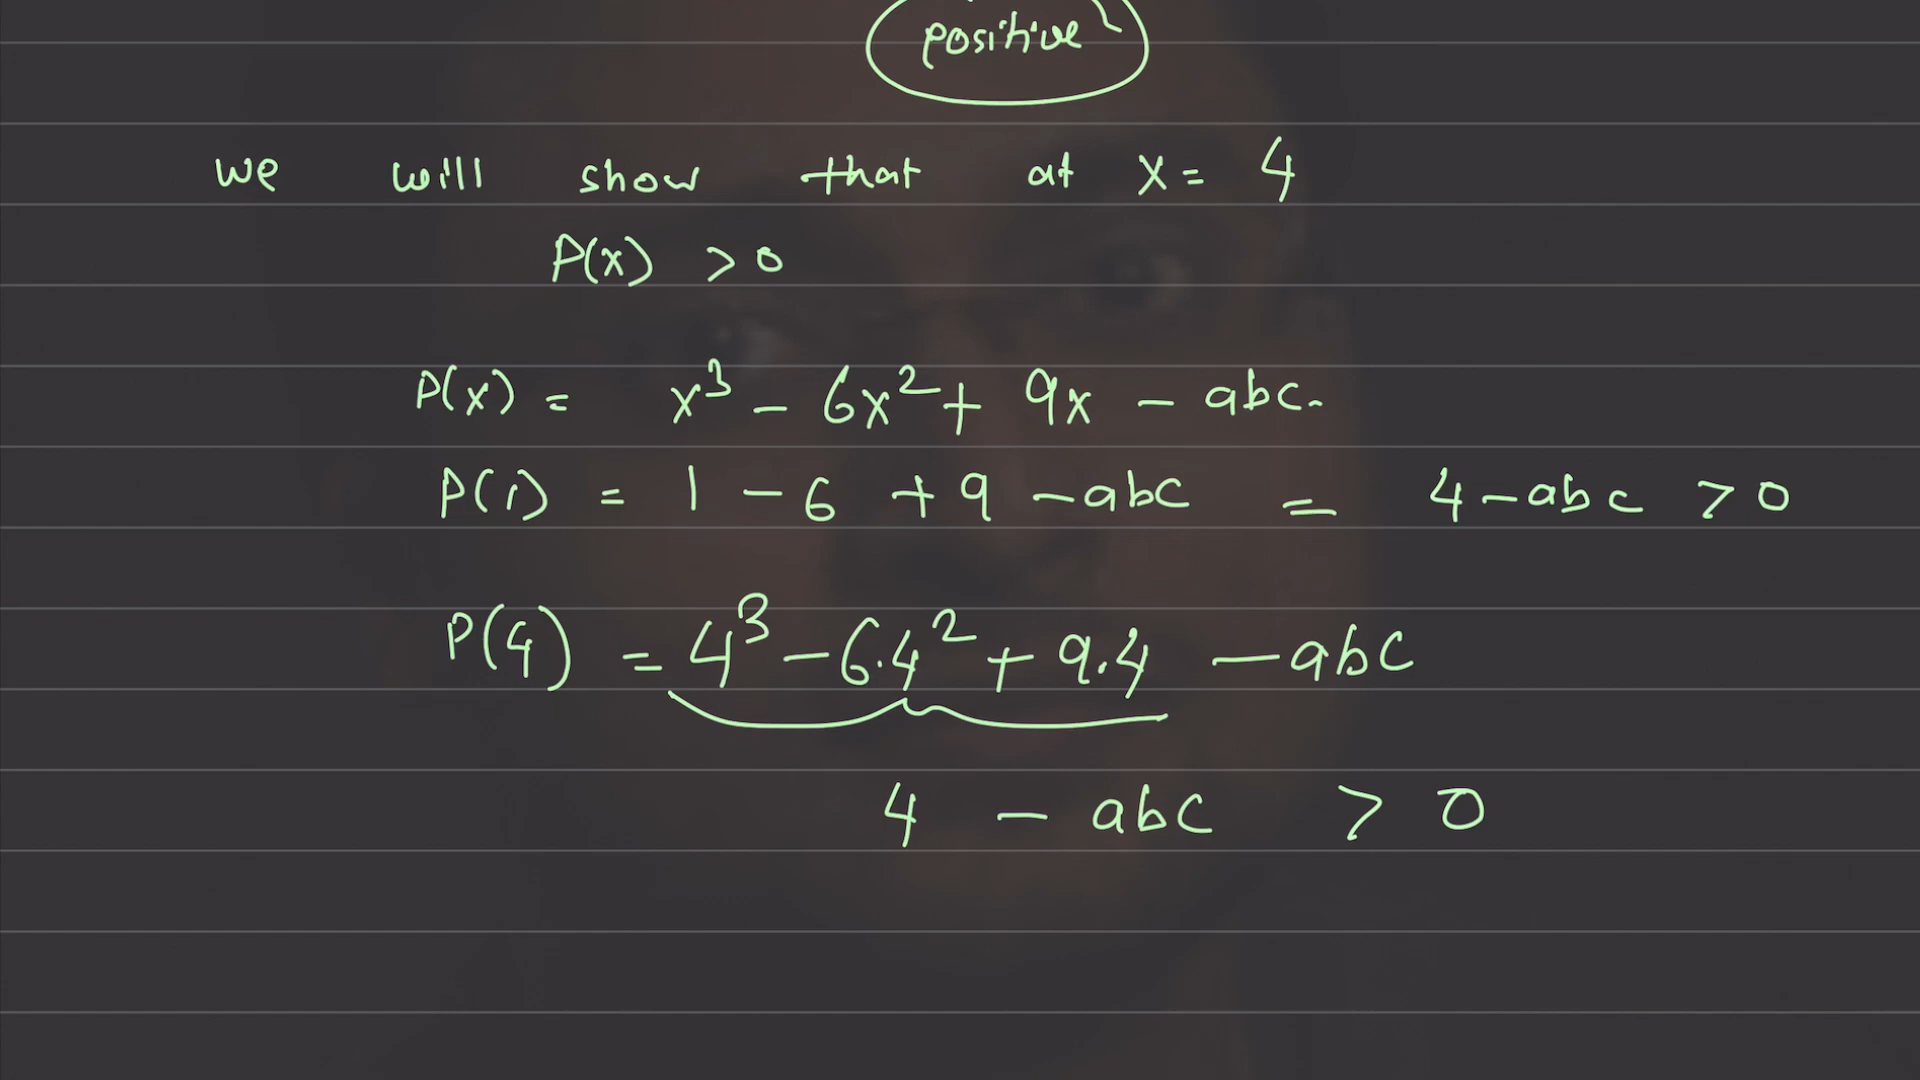 positive
we will show that at x = 4
P(x) > 0
P(x) = x³ - 6x² + 9x - abc.
P(1) = 1 - 6 + 9 - abc = 4 - abc > 0
P(4) = 4³ - 6.4² + 9.4 - abc
4 - abc > 0